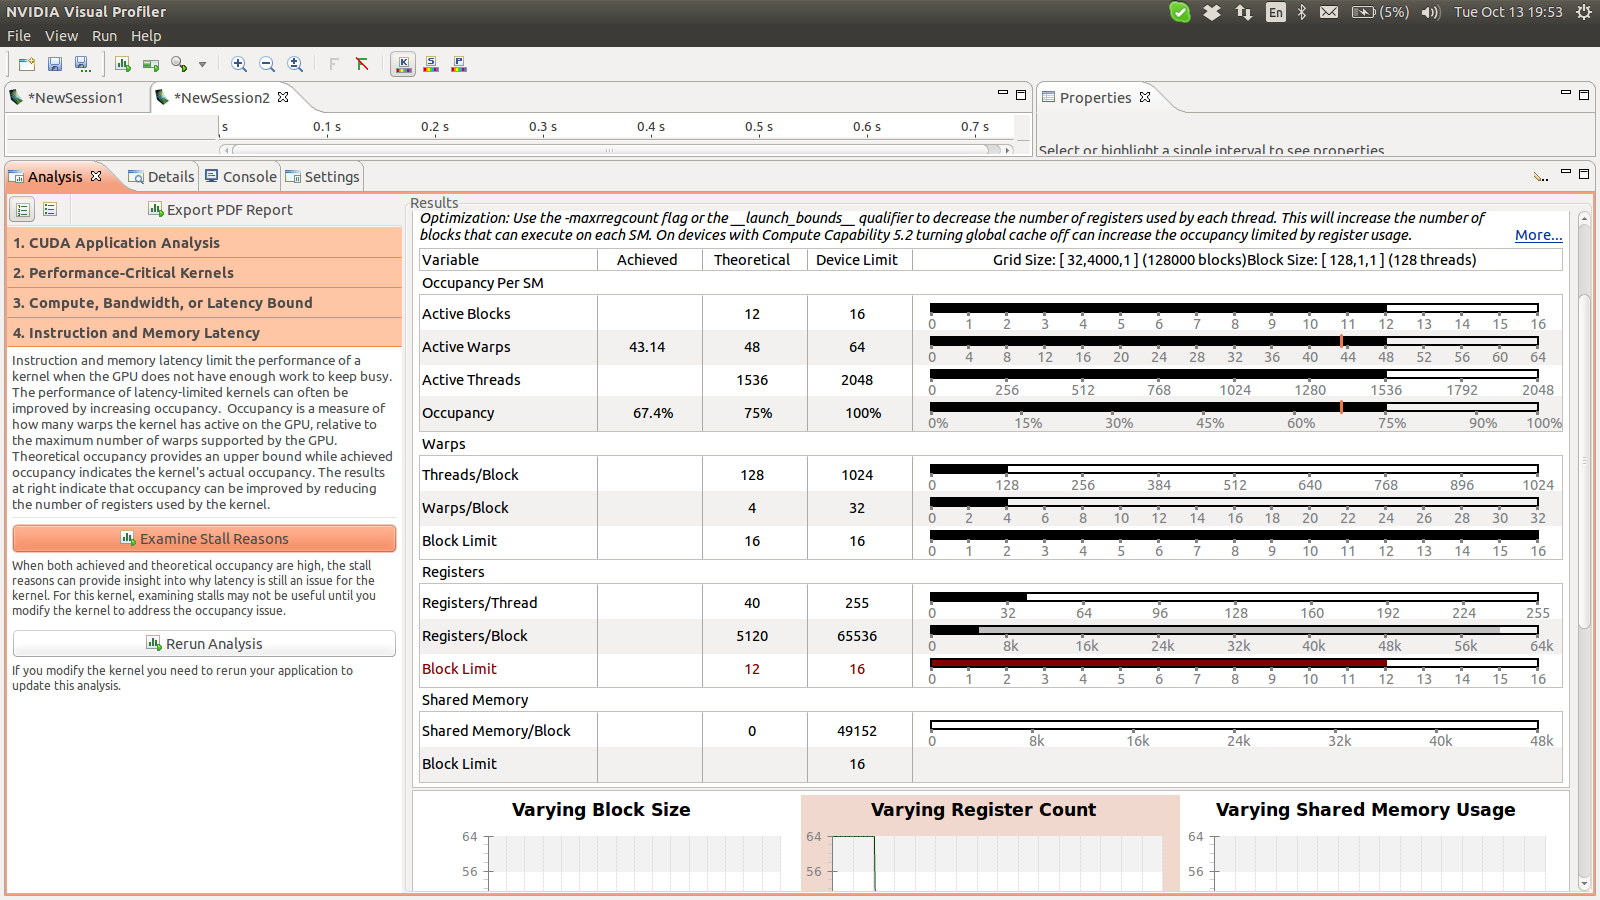 NVIDIA Visual Profiler
En
(5%)
Tue Oct 13 19:53
File View Run Help
F
K S P
*NewSession1
*NewSession2
Properties
s 0.1 s 0.2 s 0.3 s 0.4 s 0.5 s 0.6 s 0.7 s
Select or highlight a single interval to see properties
Analysis
Details
Console
Settings
Export PDF Report
1. CUDA Application Analysis
2. Performance-Critical Kernels
3. Compute, Bandwidth, or Latency Bound
4. Instruction and Memory Latency
Instruction and memory latency limit the performance of a
kernel when the GPU does not have enough work to keep busy.
The performance of latency-limited kernels can often be
improved by increasing occupancy. Occupancy is a measure of
how many warps the kernel has active on the GPU, relative to
the maximum number of warps supported by the GPU.
Theoretical occupancy provides an upper bound while achieved
occupancy indicates the kernel's actual occupancy. The results
at right indicate that occupancy can be improved by reducing
the number of registers used by the kernel.
Examine Stall Reasons
When both achieved and theoretical occupancy are high, the stall
reasons can provide insight into why latency is still an issue for the
kernel. For this kernel, examining stalls may not be useful until you
modify the kernel to address the occupancy issue.
Rerun Analysis
If you modify the kernel you need to rerun your application to
update this analysis.
Results
Optimization: Use the -maxrregcount flag or the __launch_bounds__ qualifier to decrease the number of registers used by each thread. This will increase the number of
blocks that can execute on each SM. On devices with Compute Capability 5.2 turning global cache off can increase the occupancy limited by register usage.
More...
Variable Achieved Theoretical Device Limit Grid Size: [ 32,4000,1 ] (128000 blocks)Block Size: [ 128,1,1 ] (128 threads)
Occupancy Per SM
Active Blocks 12 16
0 1 2 3 4 5 6 7 8 9 10 11 12 13 14 15 16
Active Warps 43.14 48 64
0 4 8 12 16 20 24 28 32 36 40 44 48 52 56 60 64
Active Threads 1536 2048
0 256 512 768 1024 1280 1536 1792 2048
Occupancy 67.4% 75% 100%
0% 15% 30% 45% 60% 75% 90% 100%
Warps
Threads/Block 128 1024
0 128 256 384 512 640 768 896 1024
Warps/Block 4 32
0 2 4 6 8 10 12 14 16 18 20 22 24 26 28 30 32
Block Limit 16 16
0 1 2 3 4 5 6 7 8 9 10 11 12 13 14 15 16
Registers
Registers/Thread 40 255
0 32 64 96 128 160 192 224 255
Registers/Block 5120 65536
0 8k 16k 24k 32k 40k 48k 56k 64k
Block Limit 12 16
0 1 2 3 4 5 6 7 8 9 10 11 12 13 14 15 16
Shared Memory
Shared Memory/Block 0 49152
0 8k 16k 24k 32k 40k 48k
Block Limit 16
Varying Block Size
64
56
Varying Register Count
64
56
Varying Shared Memory Usage
64
56